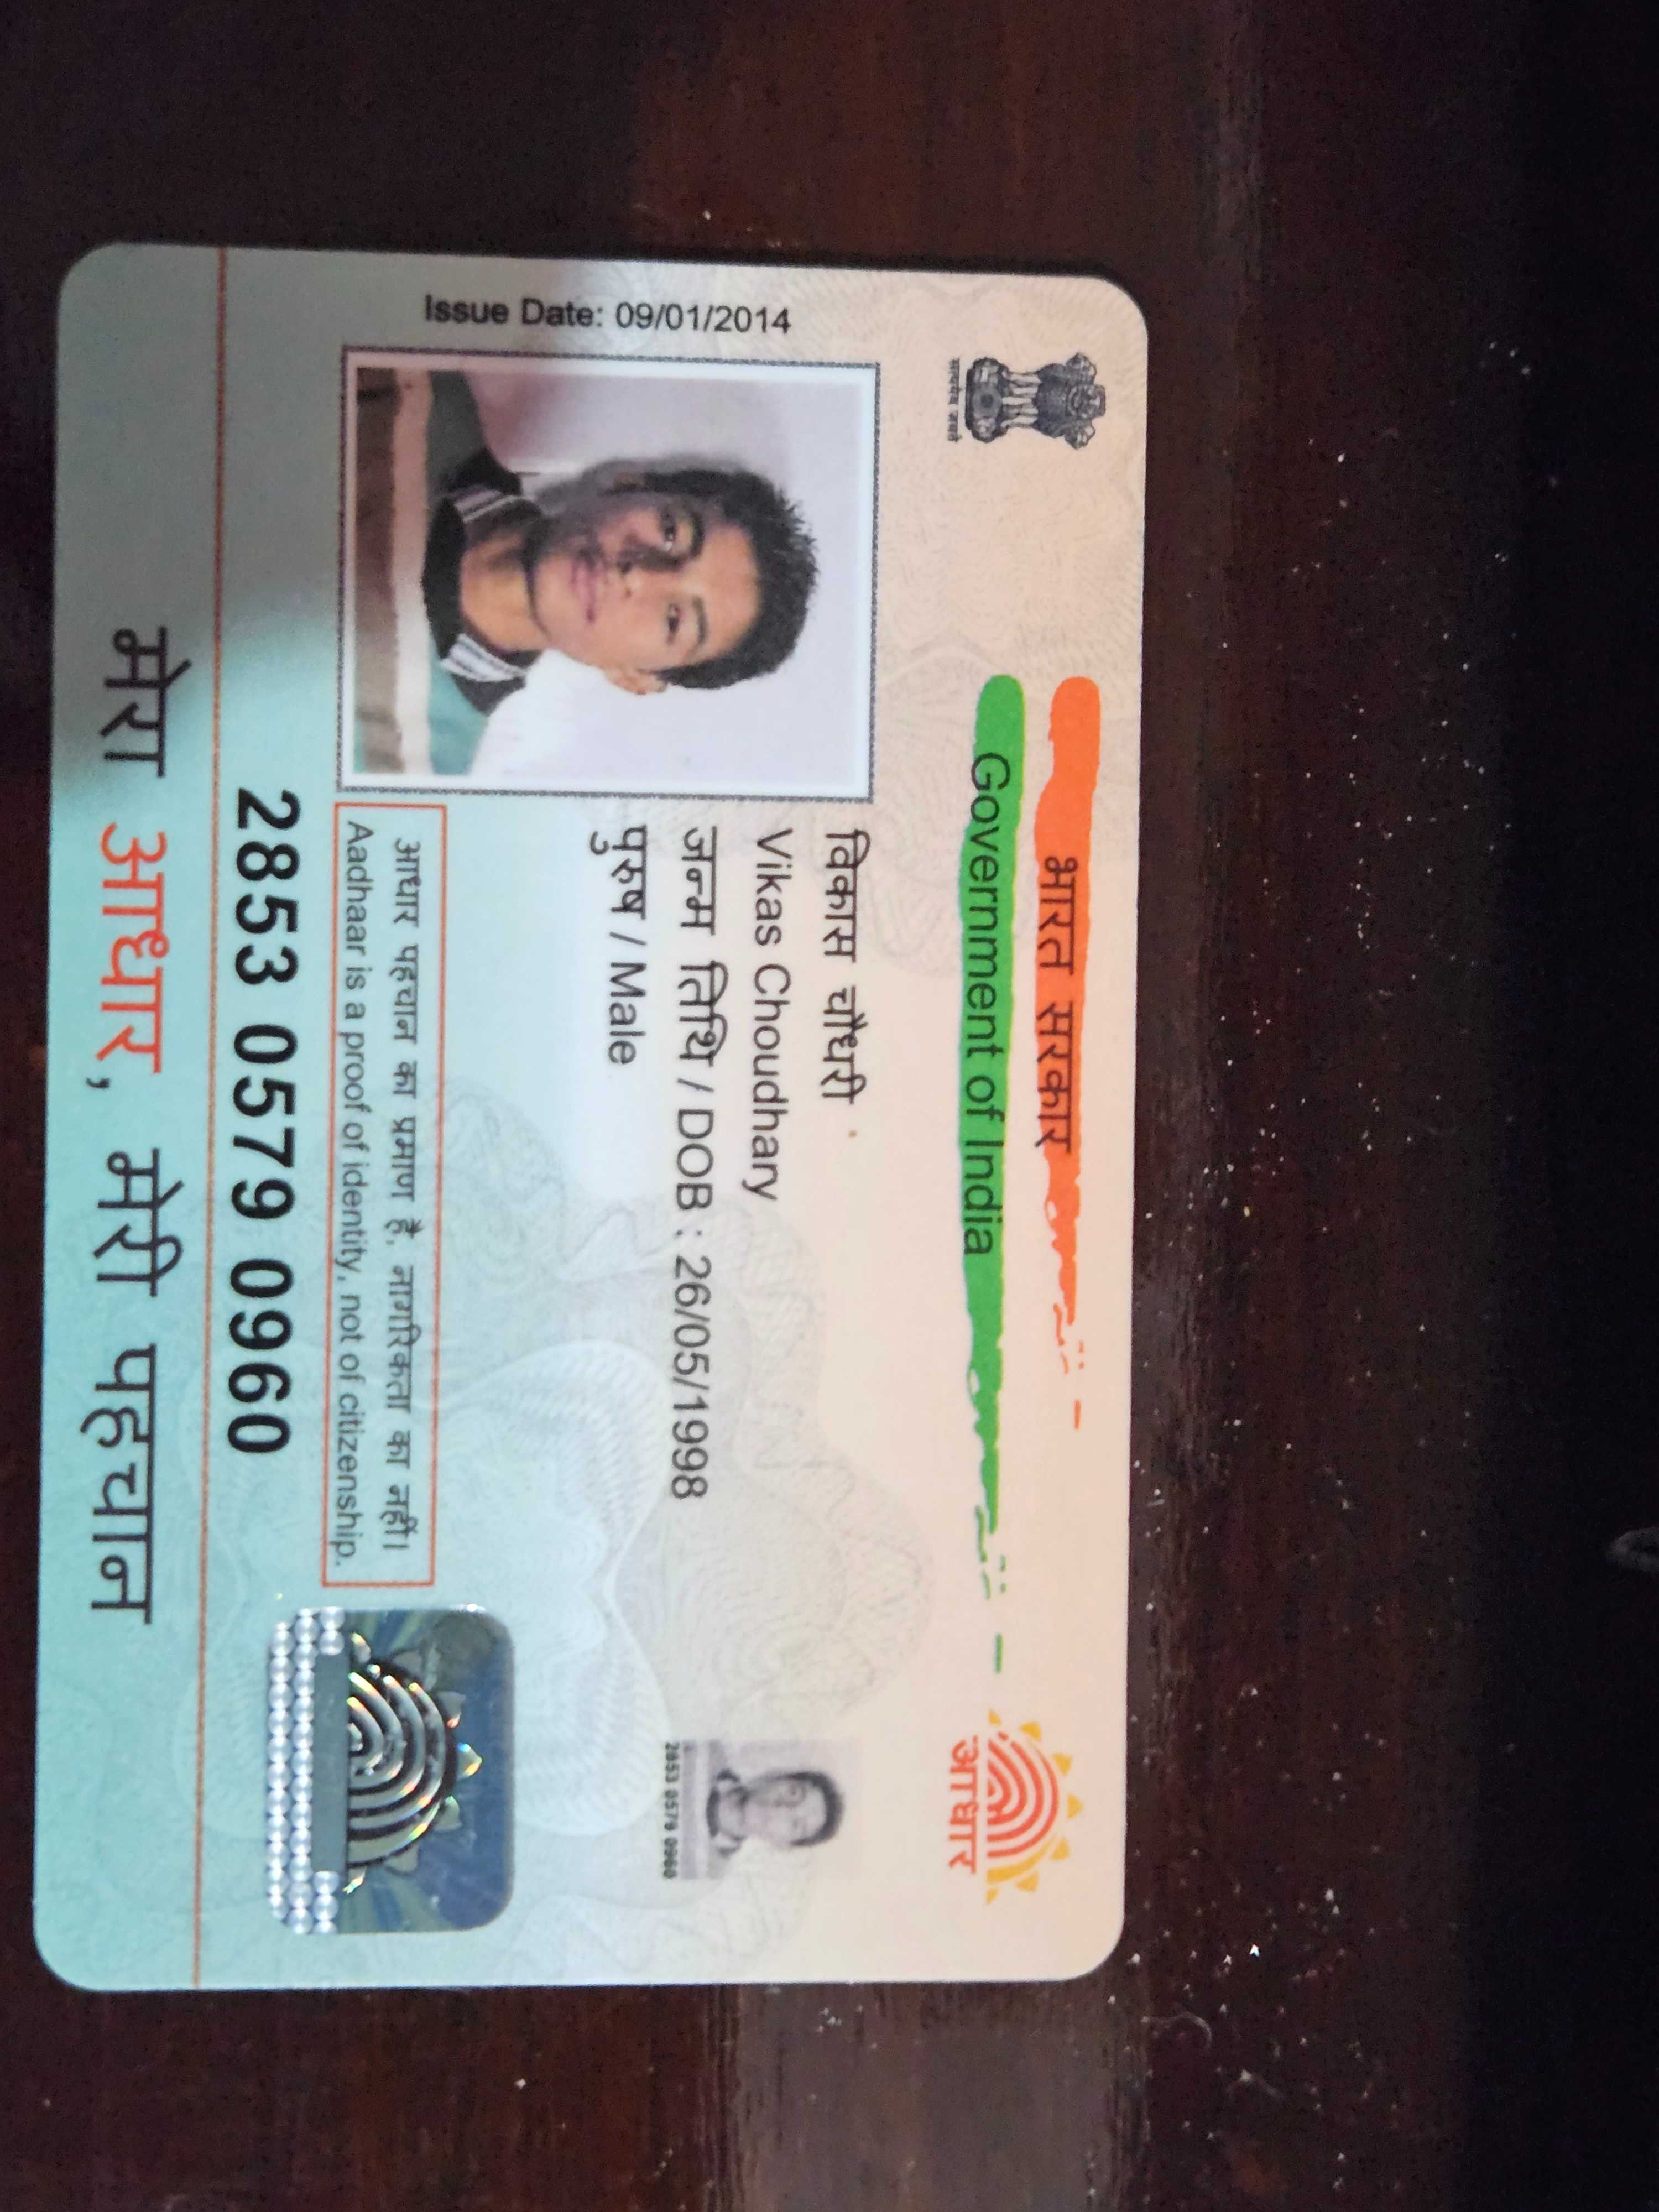 भारत सरकार
Government of India
सत्यमेव जयते
आधार
Issue Date: 09/01/2014
विकास चौधरी
Vikas Choudhary
जन्म तिथि / DOB : 26/05/1998
पुरुष / Male
2853 0579 0960
आधार पहचान का प्रमाण है, नागरिकता का नहीं।
Aadhaar is a proof of identity, not of citizenship.
2853 0579 0960
मेरा आधार, मेरी पहचान